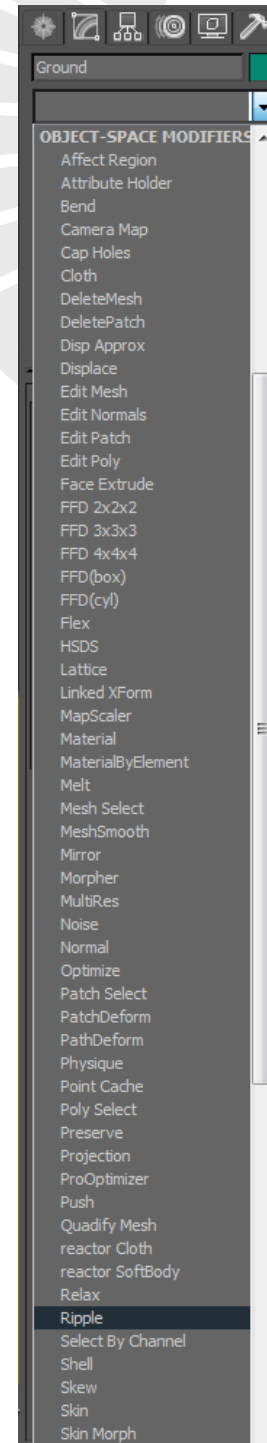 Ground
OBJECT-SPACE MODIFIERS
Affect Region
Attribute Holder
Bend
Camera Map
Cap Holes
Cloth
DeleteMesh
DeletePatch
Disp Approx
Displace
Edit Mesh
Edit Normals
Edit Patch
Edit Poly
Face Extrude
FFD 2x2x2
FFD 3x3x3
FFD 4x4x4
FFD(box)
FFD(cyl)
Flex
HSDS
Lattice
Linked XForm
MapScaler
Material
MaterialByElement
Melt
Mesh Select
MeshSmooth
Mirror
Morpher
MultiRes
Noise
Normal
Optimize
Patch Select
PatchDeform
PathDeform
Physique
Point Cache
Poly Select
Preserve
Projection
ProOptimizer
Push
Quadify Mesh
reactor Cloth
reactor SoftBody
Relax
Ripple
Select By Channel
Shell
Skew
Skin
Skin Morph